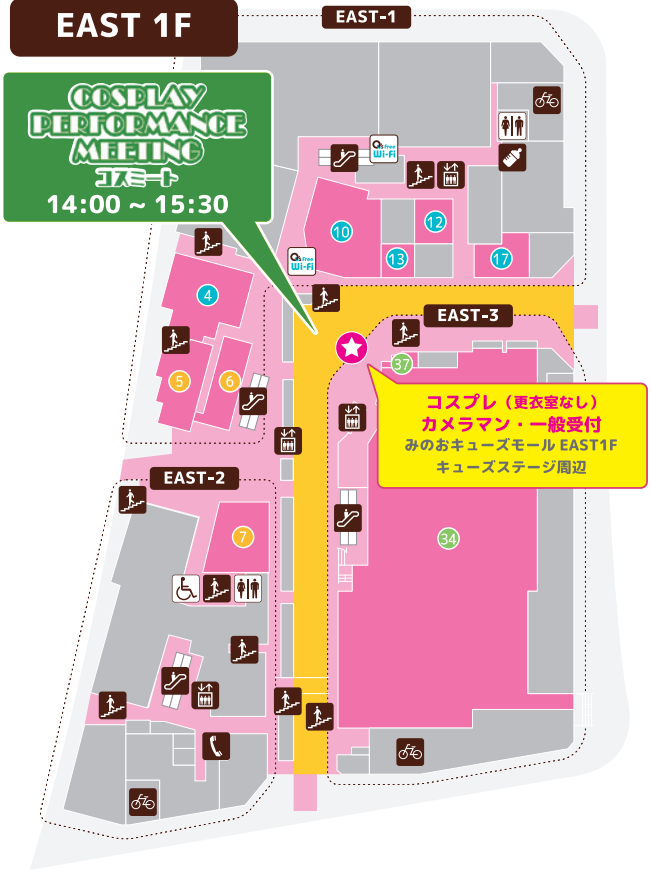 EAST 1F
EAST-1
COSPLAY
PERFORMANCE
MEETING
コスミート
14:00 ~ 15:30
Q's free
Wi-Fi
10
12
13
17
Q's free
Wi-Fi
4
EAST-3
37
5
6
コスプレ（更衣室なし）
カメラマン・一般受付
みのおキューズモール EAST1F
キューズステージ周辺
EAST-2
7
34